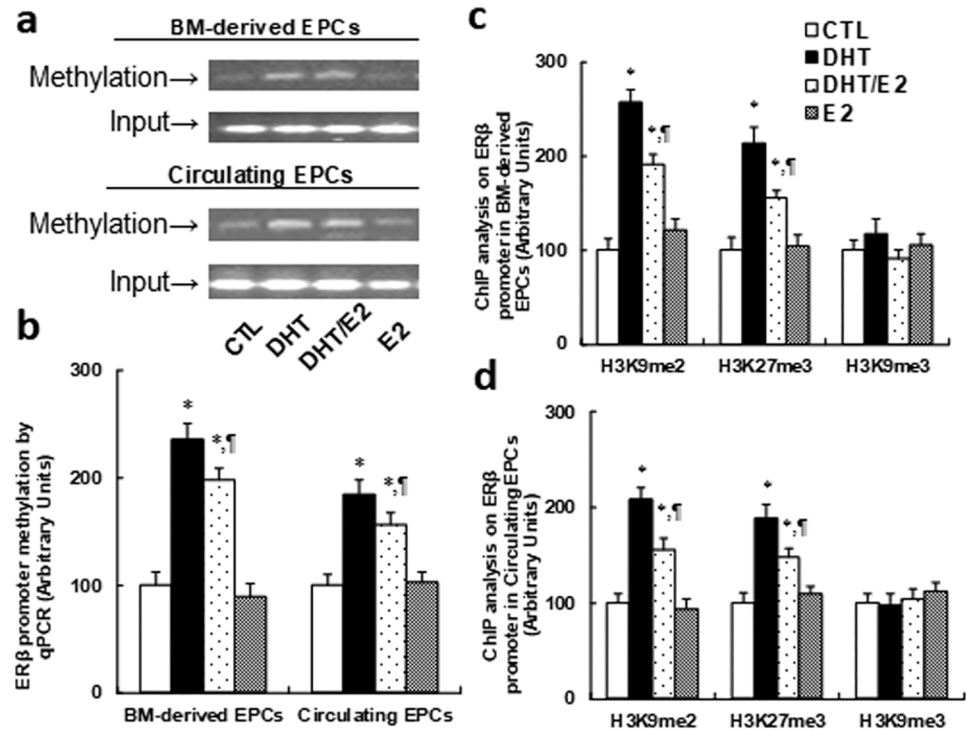 a
BM-derived EPCs
Methylation→
Input→
Circulating EPCs
Methylation→
Input→
CTL DHT DHT/E2 E2
b
ERβ promoter methylation by
qPCR (Arbitrary Units)
300
200
100
0
*
*,¶
*
*,¶
BM-derived EPCs Circulating EPCs
c
CTL
DHT
DHT/E2
E2
ChIP analysis on ERβ
promoter in BM-derived
EPCs (Arbitrary Units)
300
200
100
0
*
*,¶
*
*,¶
H3K9me2 H3K27me3 H3K9me3
d
ChIP analysis on ERβ
promoter in Circulating EPCs
(Arbitrary Units)
300
200
100
0
*
*,¶
*
*,¶
H3K9me2 H3K27me3 H3K9me3